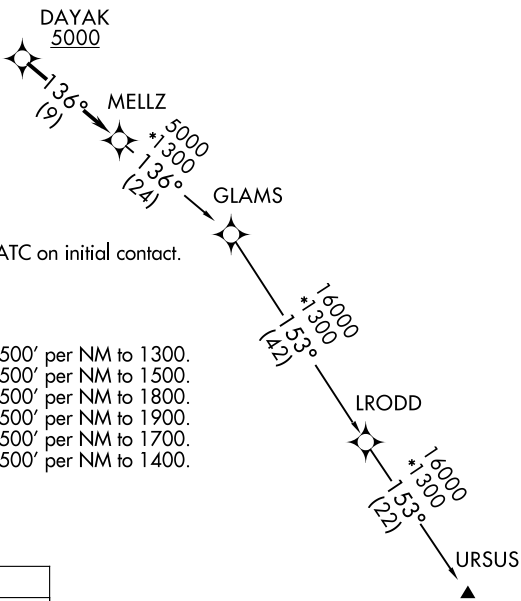 DAYAK
5000
136°
(9)
MELLZ
5000
*1300
136°
(24)
GLAMS
ATC on initial contact.
16000
*1300
153°
(42)
500' per NM to 1300.
500' per NM to 1500.
500' per NM to 1800.
500' per NM to 1900.
500' per NM to 1700.
500' per NM to 1400.
LRODD
16000
*1300
153°
(22)
URSUS